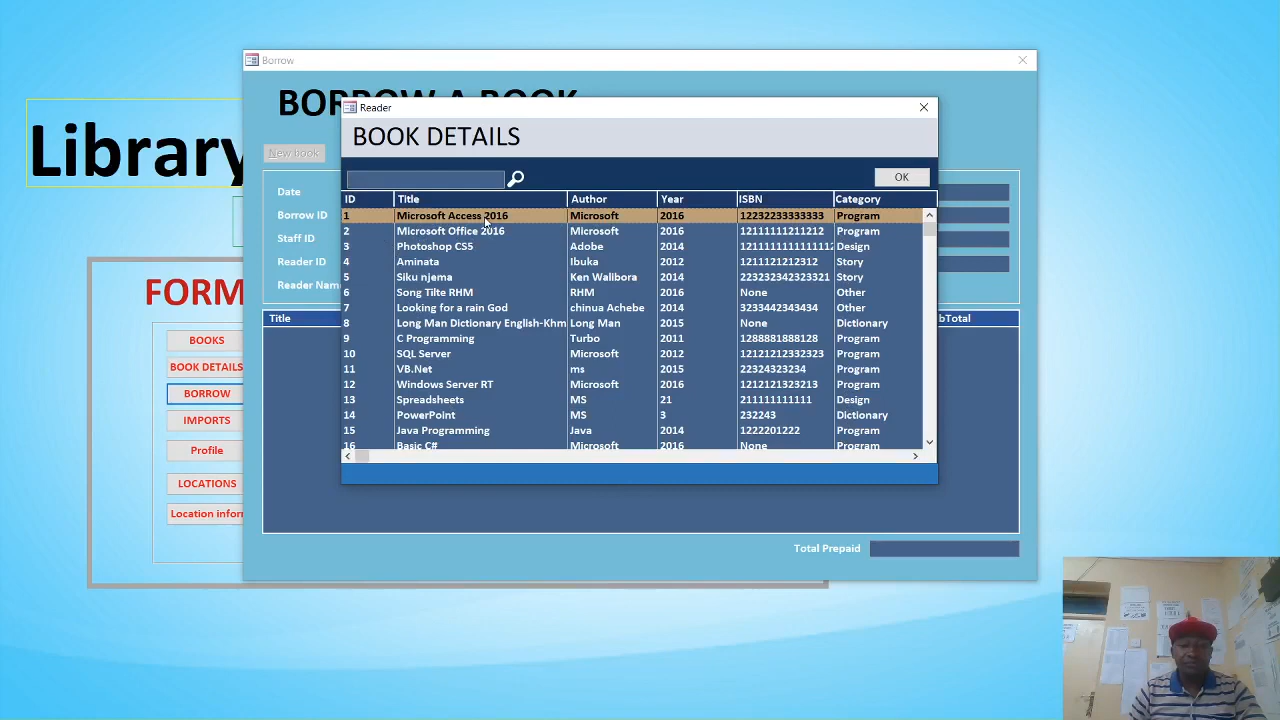 Borrow
BORROW A BOOK
Library
Reader
BOOK DETAILS
New book
OK
ID Title Author Year ISBN Category
1 Microsoft Access 2016 Microsoft 2016 12232233333333 Program
2 Microsoft Office 2016 Microsoft 2016 12111111211212 Program
3 Photoshop CS5 Adobe 2014 Design
4 Aminata Ibuka 2012 1211121212312 Story
5 Siku njema Ken Walibora 2014 223232342323321 Story
6 Song Tilte RHM RHM 2016 None Other
7 Looking for a rain God chinua Achebe 2014 3233442343434 Other
8 Long Man Dictionary English-Khm Long Man 2015 None Dictionary
9 C Programming Turbo 2011 1288881888128 Program
10 SQL Server Microsoft 2012 12121212332323 Program
11 VB.Net ms 2015 22324323234 Program
12 Windows Server RT Microsoft 2016 1212121323213 Program
13 Spreadsheets MS 21 211111111111 Design
14 PowerPoint MS 3 232243 Dictionary
15 Java Programming Java 2014 1222201222 Program
16 Basic C# Microsoft 2016 None Program
Date
Borrow ID
Staff ID
Reader ID
Reader Nam
Title bTotal
FORM
BOOKS
BOOK DETAILS
BORROW
IMPORTS
Profile
LOCATIONS
Location infor
Total Prepaid